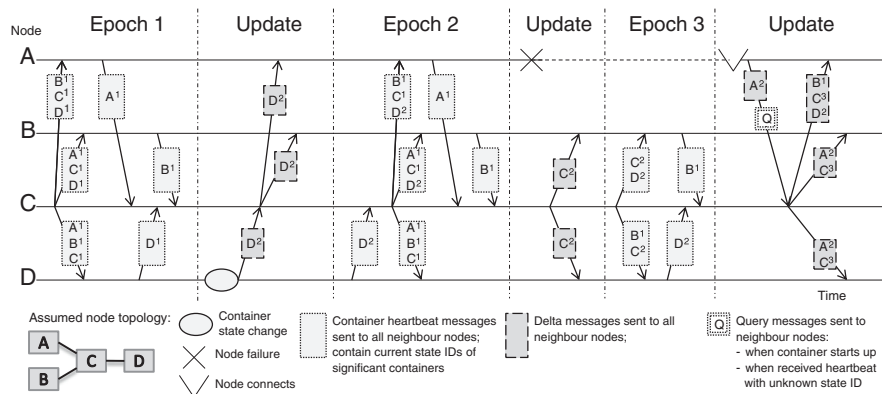 Epoch 1 Update Epoch 2 Update Epoch 3 Update
Node
A
B¹
C¹
D¹
A¹
D²
B¹
C¹
D²
A¹
A²
Q
B¹
C³
D²
B
A¹
C¹
D¹
B¹
D²
A¹
C¹
D²
B¹
C²
C²
D²
B¹
A²
C³
C
A¹
B¹
C¹
D¹
D²
D²
A¹
B¹
C¹
C²
B¹
C²
D²
A²
C³
D
Time
Assumed node topology:
A
B
C
D
Container
state change
Node failure
Node connects
Container heartbeat messages
sent to all neighbour nodes;
contain current state IDs of
significant containers
Delta messages sent to all
neighbour nodes;
Q
Query messages sent to
neighbour nodes:
- when container starts up
- when received heartbeat
with unknown state ID